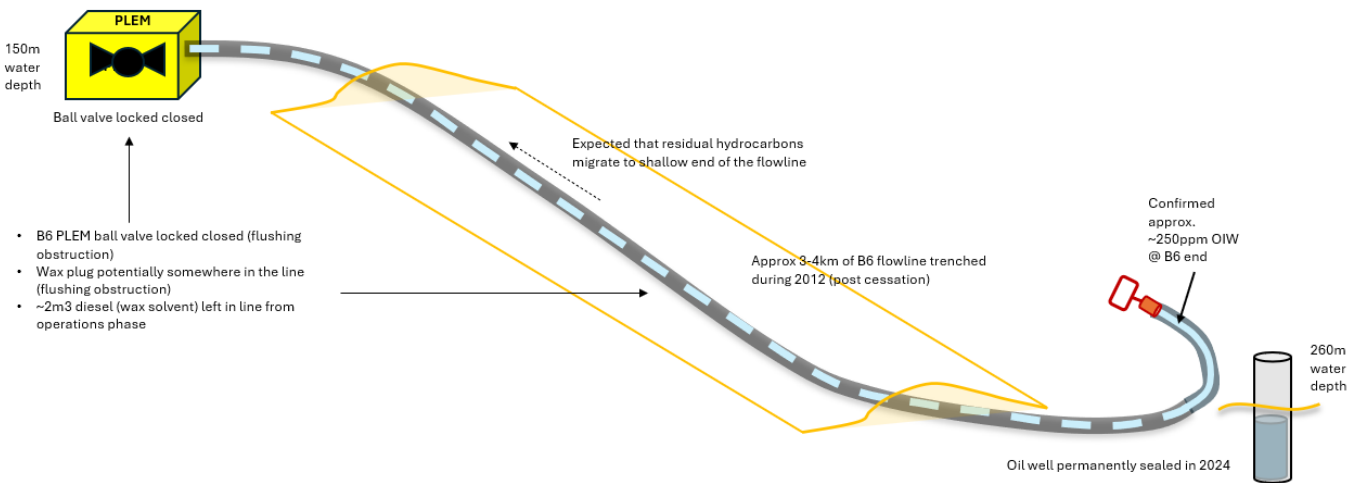 PLEM
150m
water
depth
Ball valve locked closed
Expected that residual hydrocarbons
migrate to shallow end of the flowline
Confirmed
approx.
~250ppm OIW
@ B6 end
• B6 PLEM ball valve locked closed (flushing
obstruction)
• Wax plug potentially somewhere in the line
(flushing obstruction)
• ~2m3 diesel (wax solvent) left in line from
operations phase
Approx 3-4km of B6 flowline trenched
during 2012 (post cessation)
260m
water
depth
Oil well permanently sealed in 2024